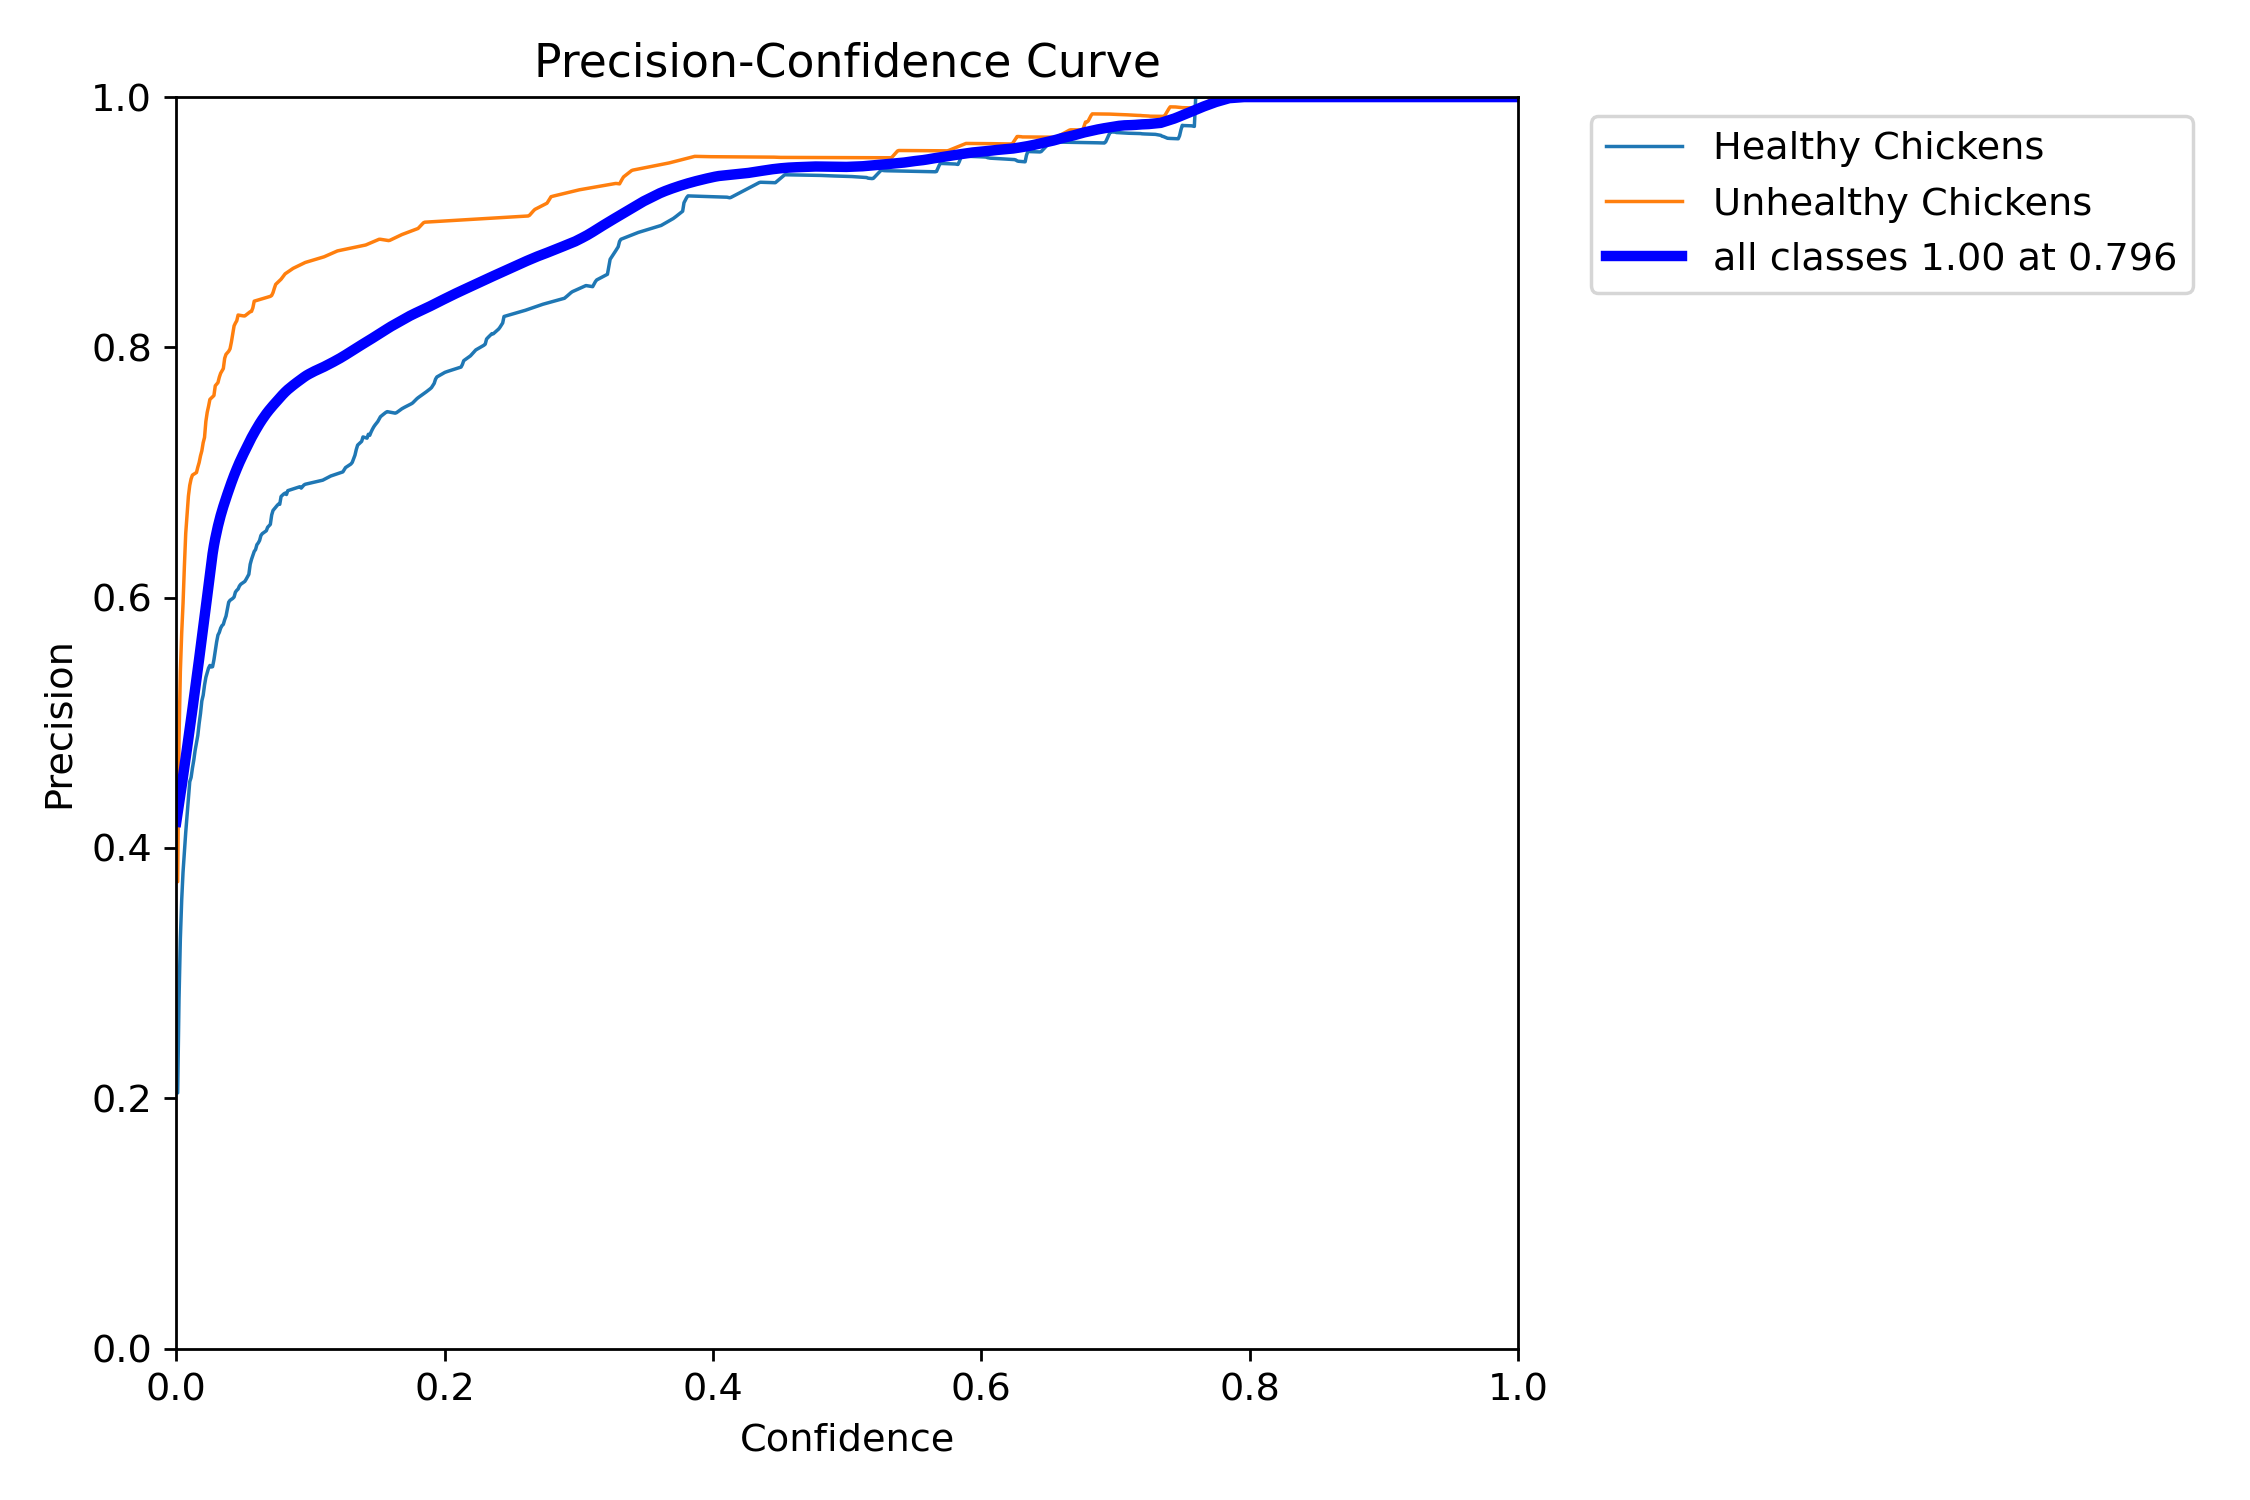 Precision-Confidence Curve
1.0
0.8
0.6
0.4
0.2
0.0
Precision
0.0 0.2 0.4 0.6 0.8 1.0
Confidence
Healthy Chickens
Unhealthy Chickens
all classes 1.00 at 0.796